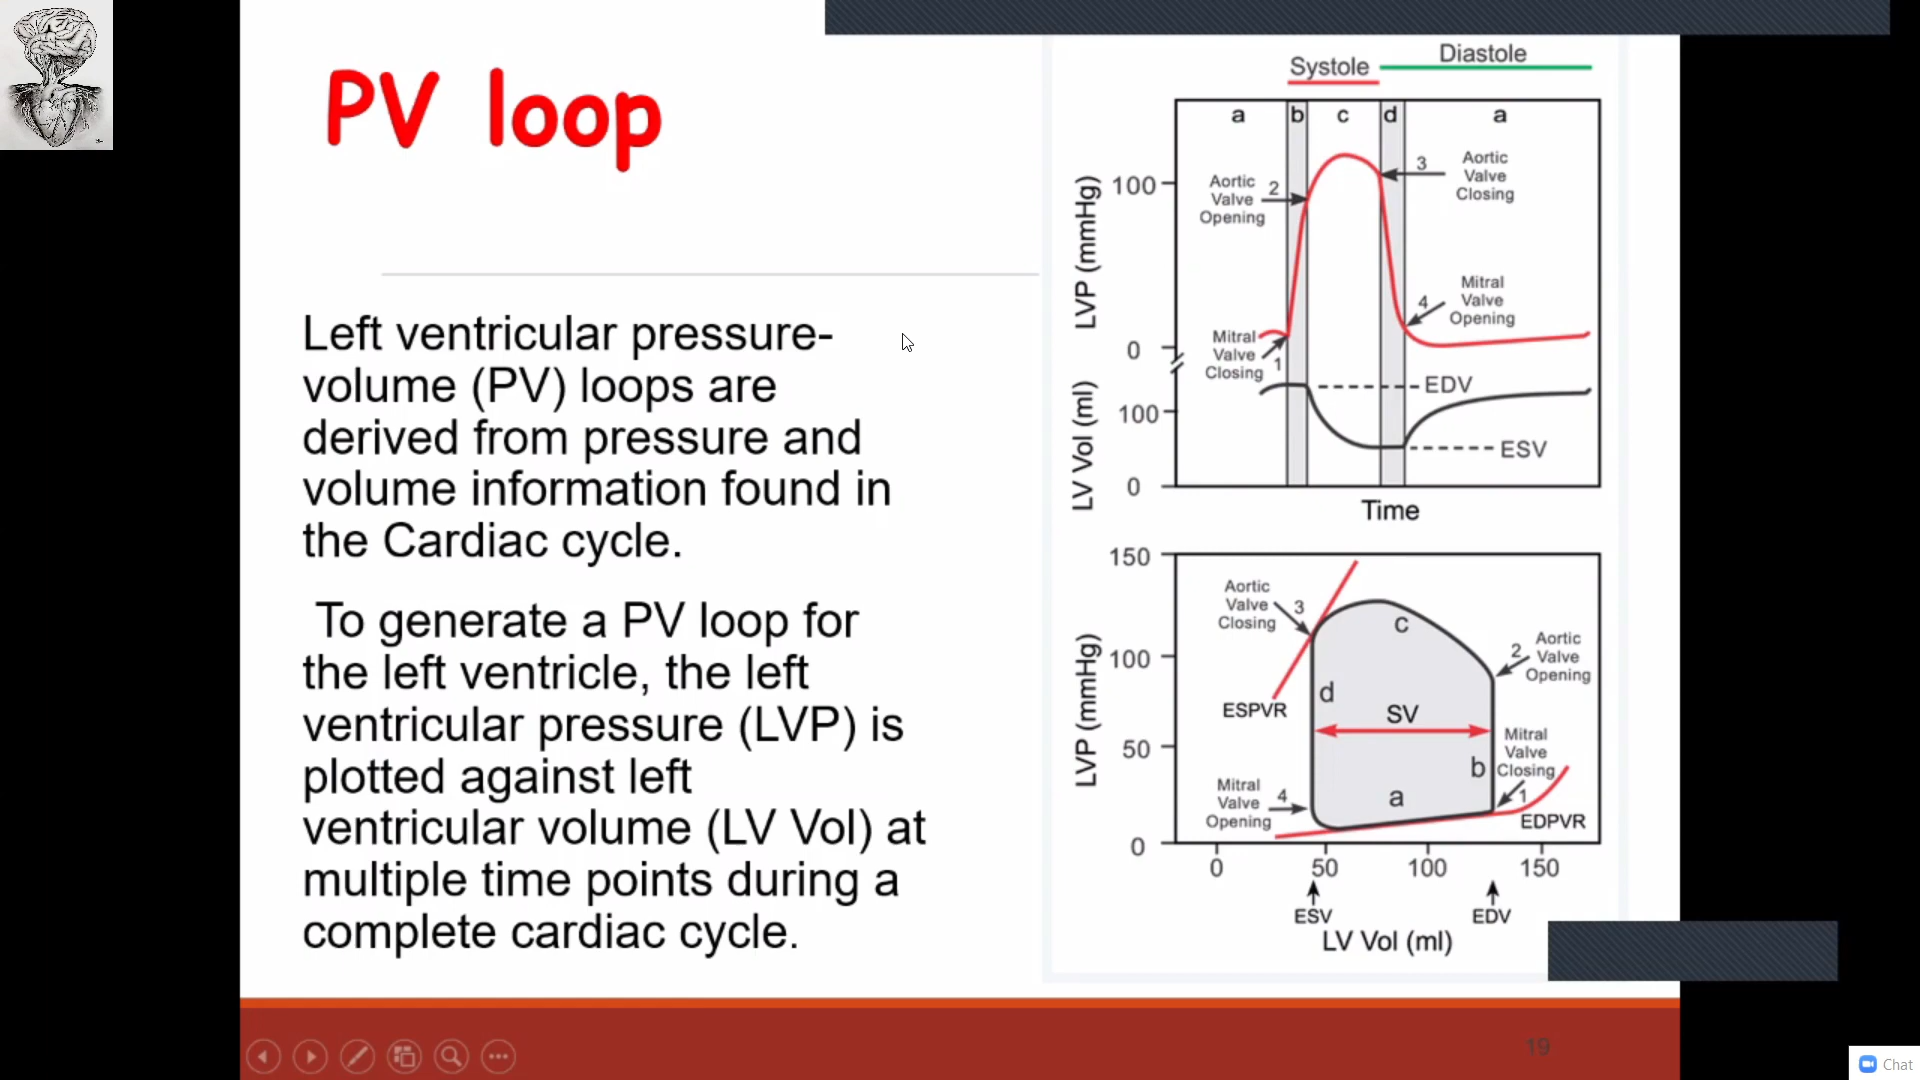 PV loop
Left ventricular pressure-
volume (PV) loops are
derived from pressure and
volume information found in
the Cardiac cycle.
To generate a PV loop for
the left ventricle, the left
ventricular pressure (LVP) is
plotted against left
ventricular volume (LV Vol) at
multiple time points during a
complete cardiac cycle.
Systole
Diastole
a
b
c
d
a
LVP (mmHg)
100
0
Aortic
Valve
Opening
2
3
Aortic
Valve
Closing
Mitral
Valve
Closing
1
4
Mitral
Valve
Opening
LV Vol (ml)
100
0
EDV
ESV
Time
LVP (mmHg)
150
100
50
0
Aortic
Valve
Closing
3
c
2
Aortic
Valve
Opening
ESPVR
d
SV
b
Mitral
Valve
Closing
1
Mitral
Valve
Opening
4
a
EDPVR
0
50
100
150
ESV
EDV
LV Vol (ml)
19
Chat